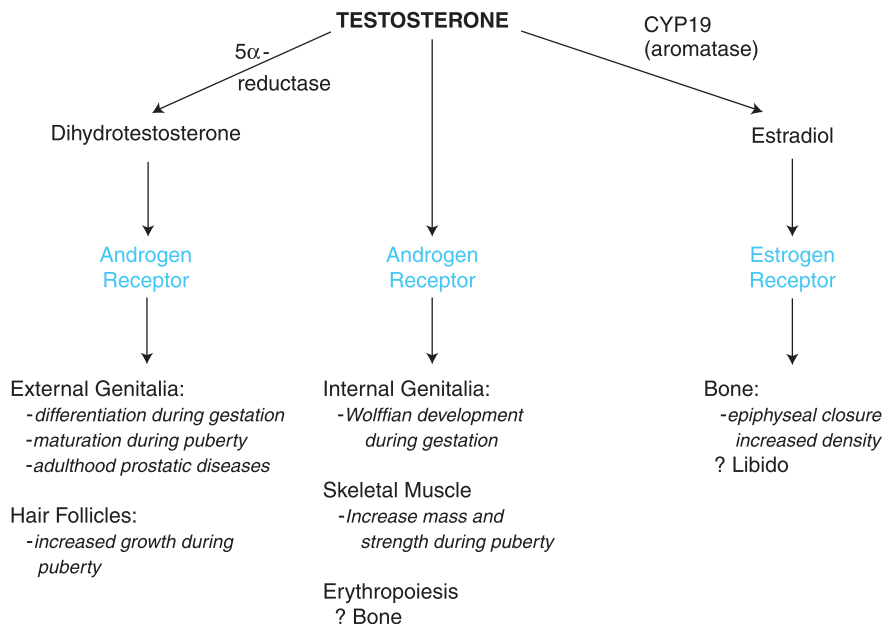 TESTOSTERONE
5α-
reductase
CYP19
(aromatase)
Dihydrotestosterone
Estradiol
Androgen
Receptor
Androgen
Receptor
Estrogen
Receptor
External Genitalia:
-differentiation during gestation
-maturation during puberty
-adulthood prostatic diseases
Hair Follicles:
-increased growth during
puberty
Internal Genitalia:
-Wolffian development
during gestation
Skeletal Muscle
-Increase mass and
strength during puberty
Erythropoiesis
? Bone
Bone:
-epiphyseal closure
increased density
? Libido